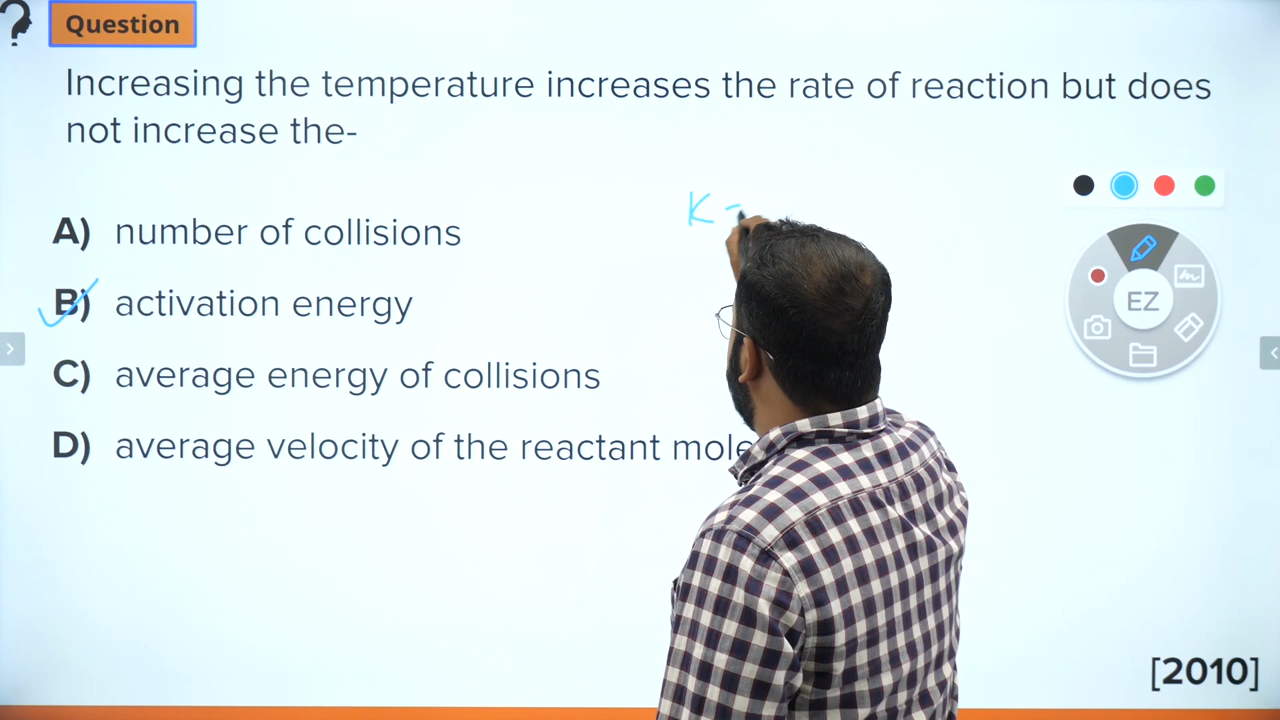 Question
Increasing the temperature increases the rate of reaction but does
not increase the-
A) number of collisions
K =
B) activation energy
EZ
C) average energy of collisions
D) average velocity of the reactant
[2010]